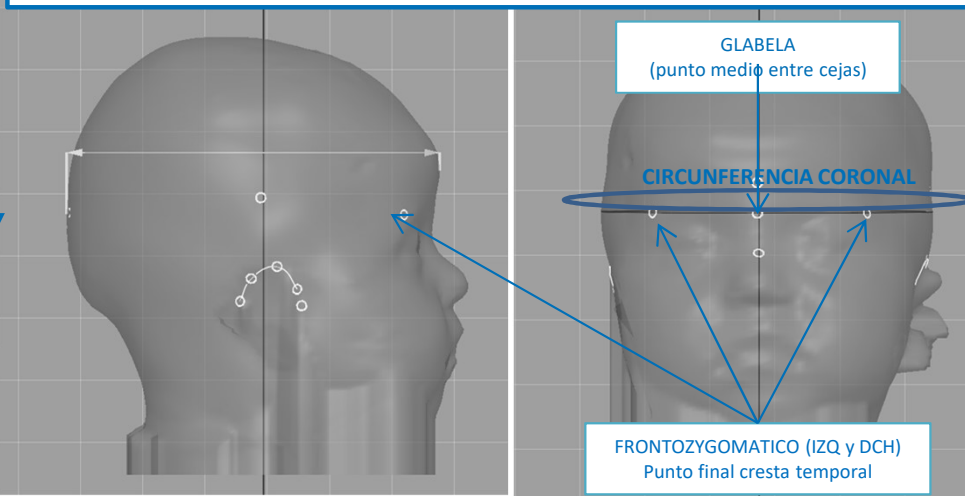 GLABELA
(punto medio entre cejas)
CIRCUNFERENCIA CORONAL
FRONTOZYGOMATICO (IZQ y DCH)
Punto final cresta temporal